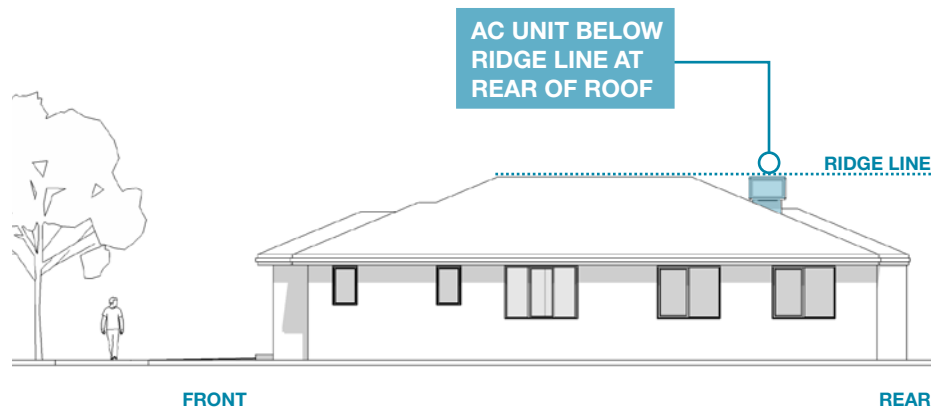 AC UNIT BELOW
RIDGE LINE AT
REAR OF ROOF
RIDGE LINE
FRONT
REAR